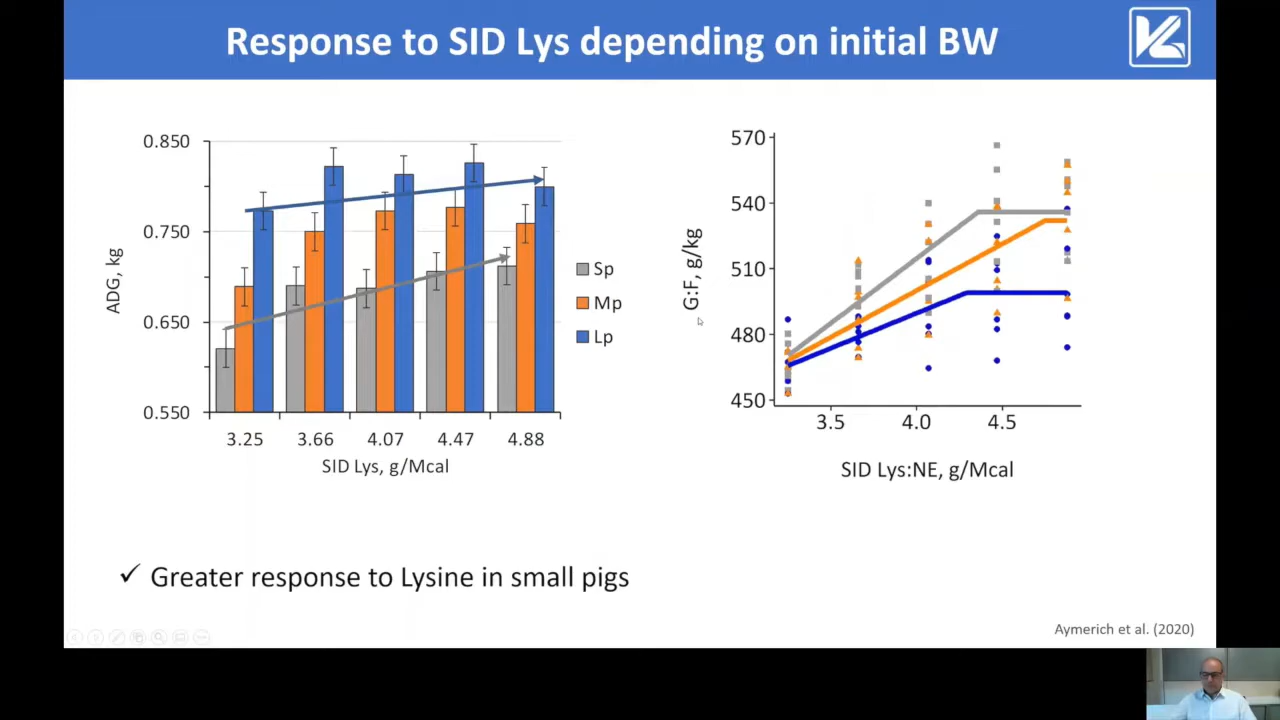 Response to SID Lys depending on initial BW
VL
ADG, kg
0.850
0.750
0.650
0.550
3.25 3.66 4.07 4.47 4.88
SID Lys, g/Mcal
Sp
Mp
Lp
G:F, g/kg
570
540
510
480
450
3.5 4.0 4.5
SID Lys:NE, g/Mcal
✓ Greater response to Lysine in small pigs
Aymerich et al. (2020)